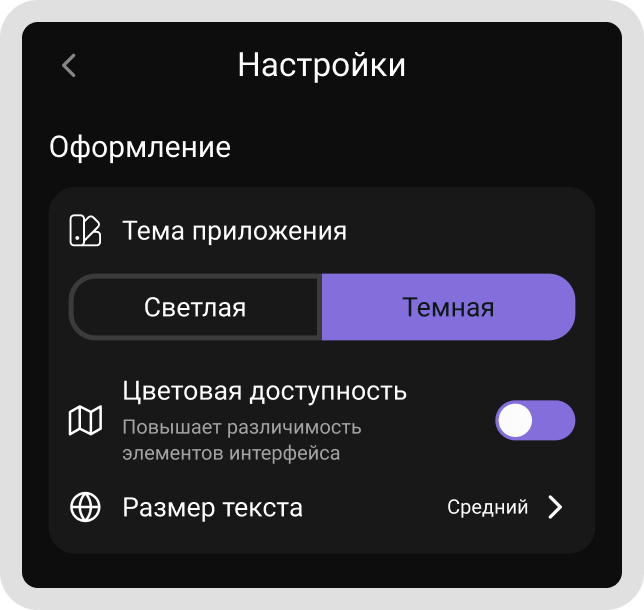 Настройки
Оформление
Тема приложения
Светлая
Темная
Цветовая доступность
Повышает различимость
элементов интерфейса
Размер текста
Средний